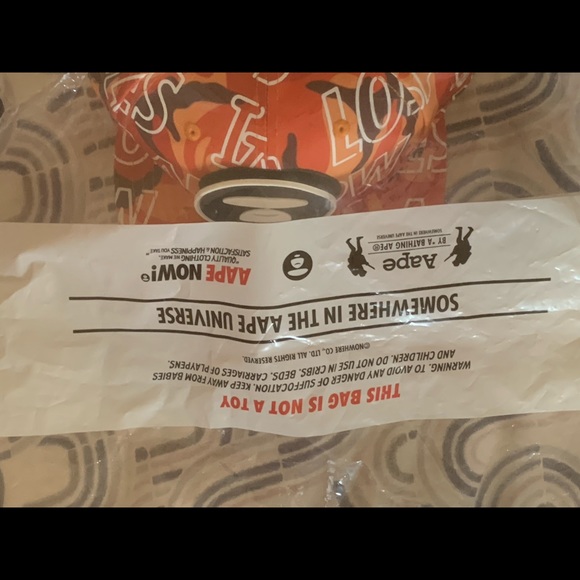 THIS BAG IS NOT A TOY
WARNING, TO AVOID ANY DANGER OF SUFFOCATION. KEEP AWAY FROM BABIES
AND CHILDREN. DO NOT USE IN CRIBS. BEDS. CARRIAGES OF PLAYPENS.
©NOWHERE CO., LTD. ALL RIGHTS RESERVED.
SOMEWHERE IN THE AAPE UNIVERSE
Aape
BY *A BATHING APE®
SOMEWHERE IN THE AAPE UNIVERSE
AAPE NOW!e
"QUALITY CLOTHING WE MAKE.
SATISFACTION & HAPPINESS YOU TAKE."